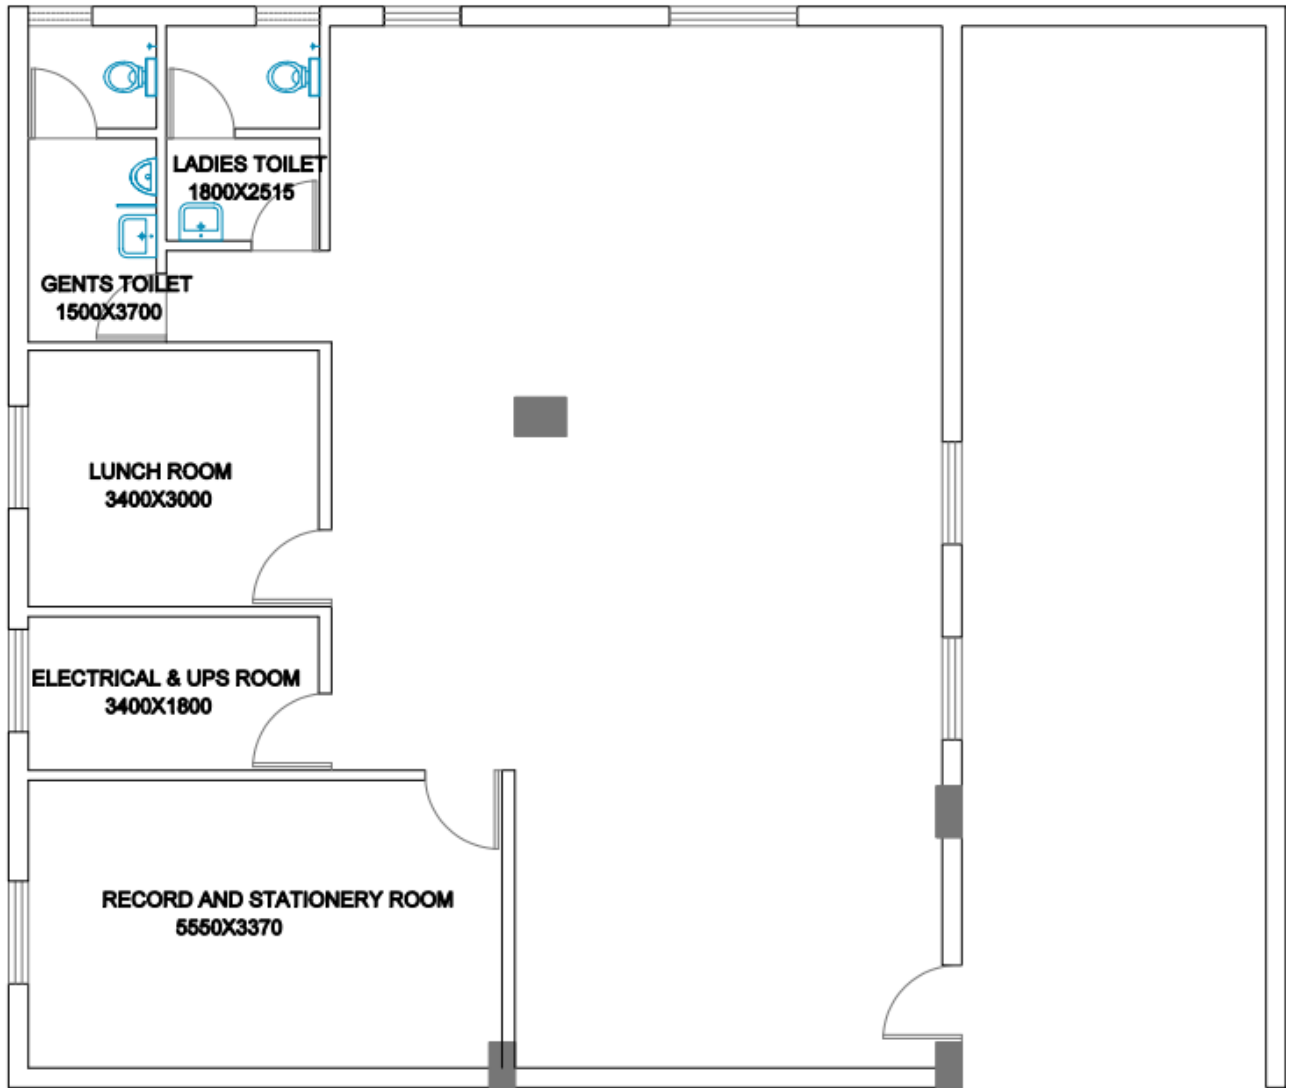 LADIES TOILET
1800X2515
GENTS TOILET
1500X3700
LUNCH ROOM
3400X3000
ELECTRICAL & UPS ROOM
3400X1800
RECORD AND STATIONERY ROOM
5550X3370